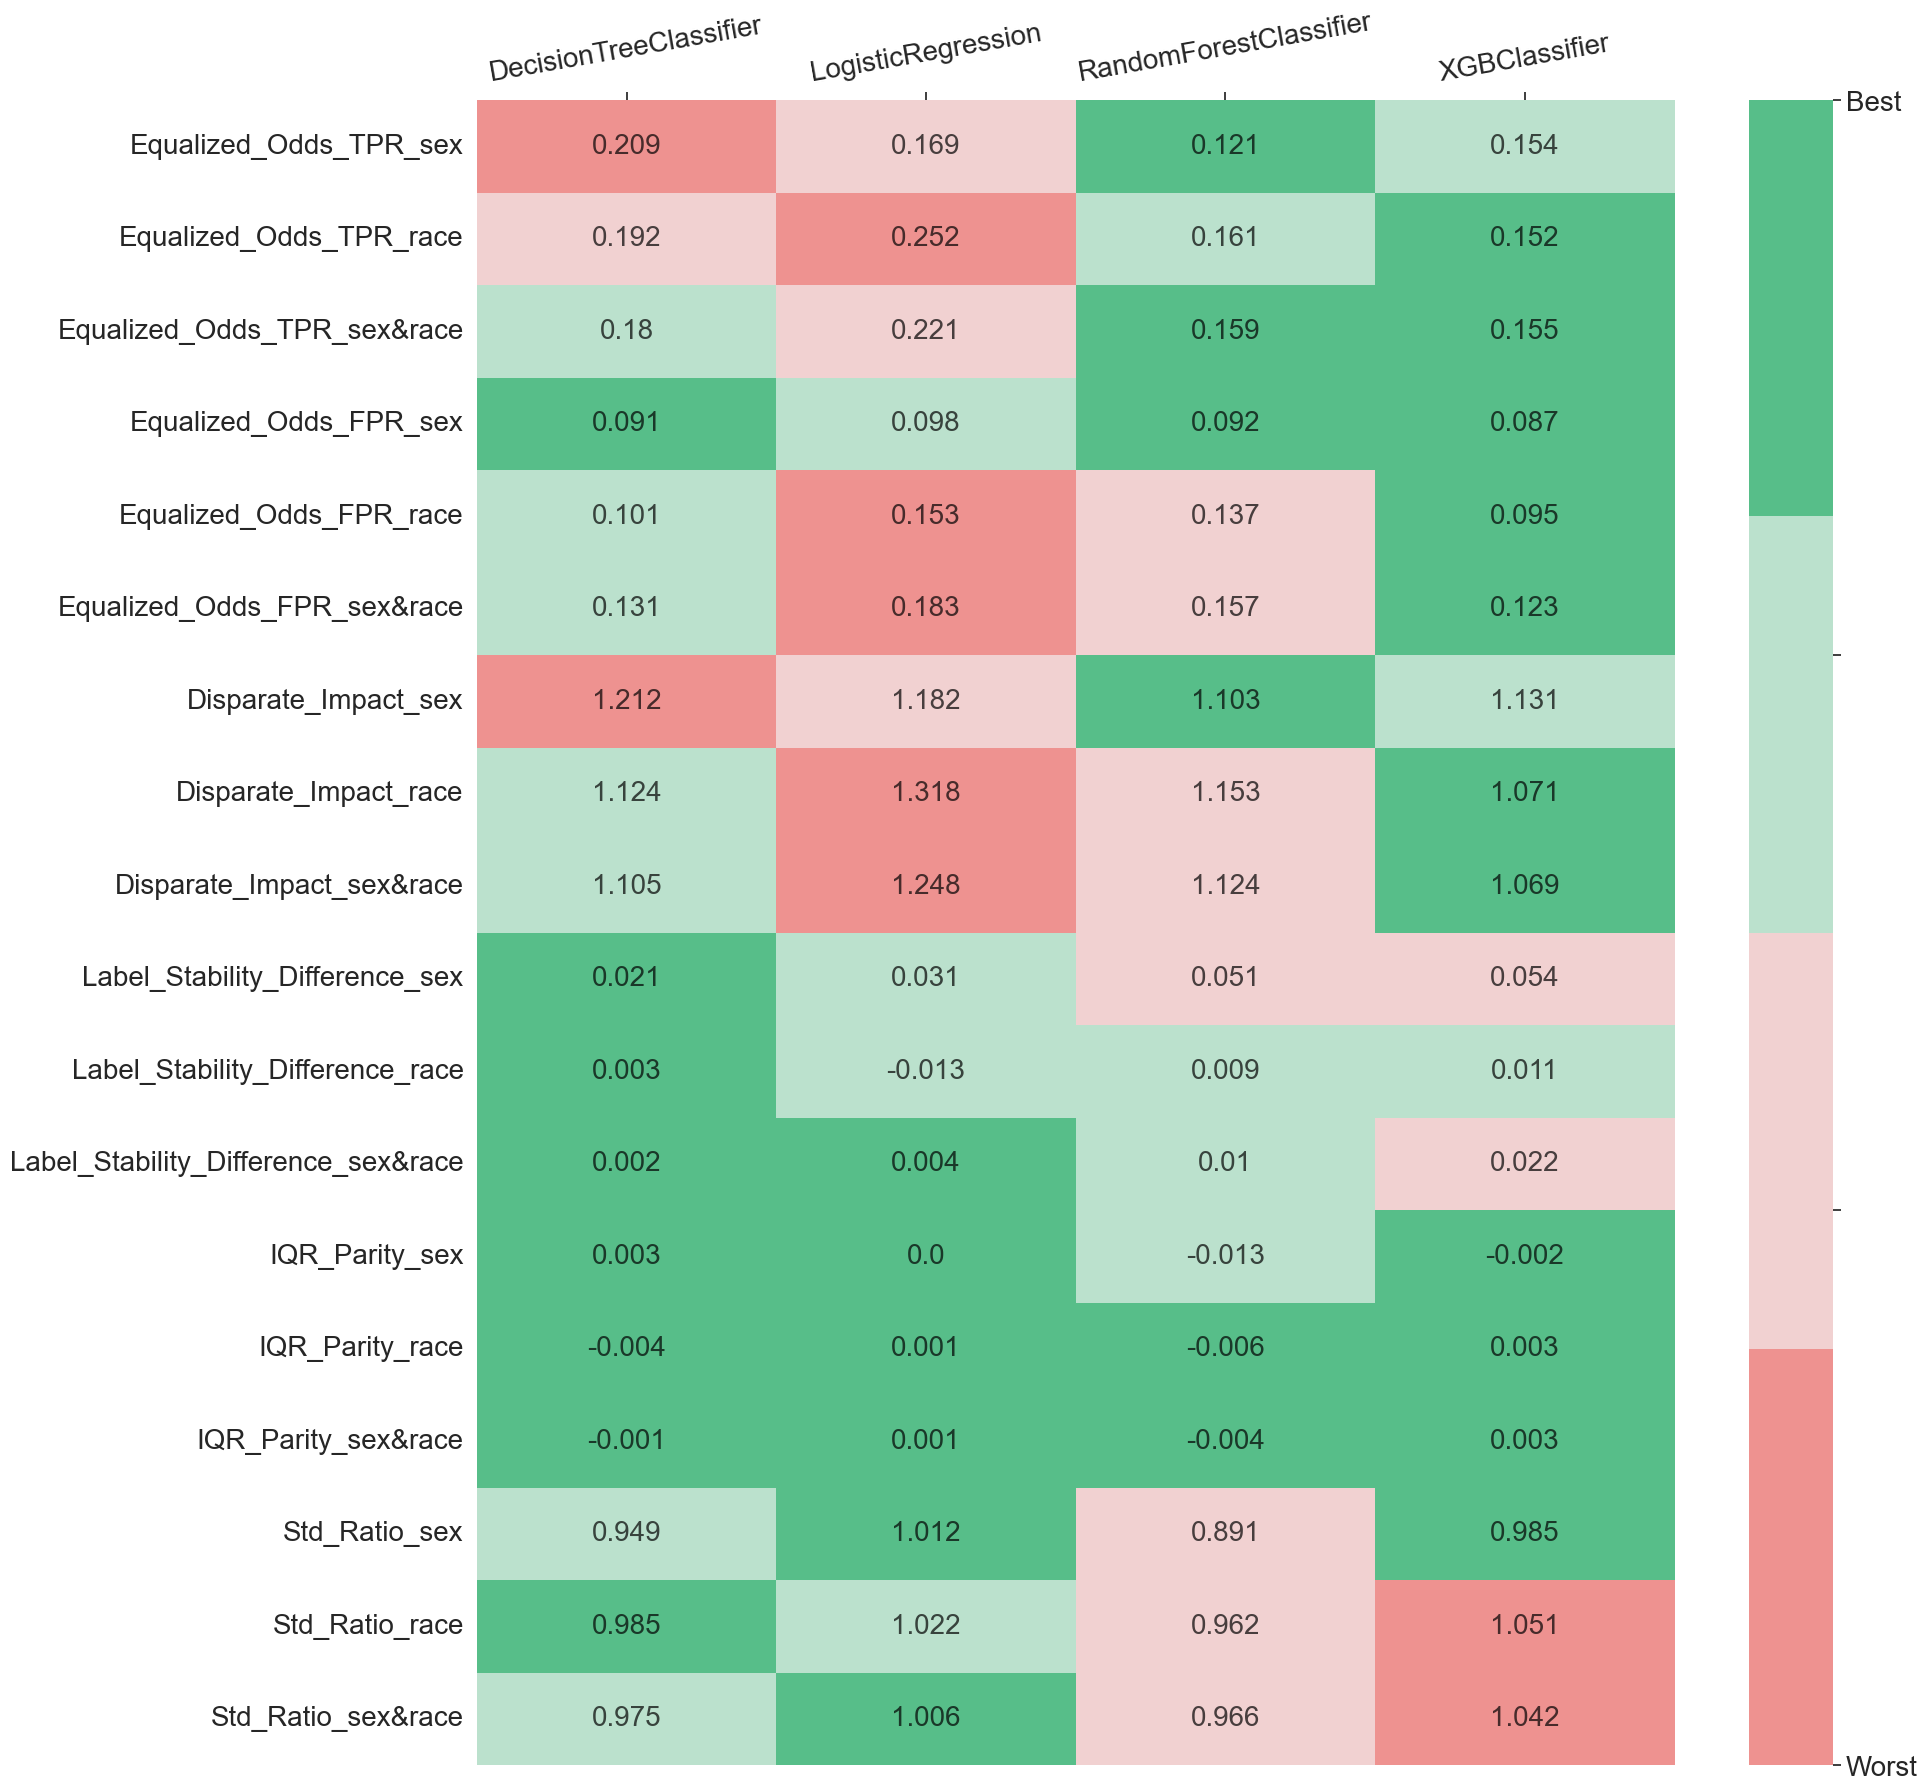 DecisionTreeClassifier LogisticRegression RandomForestClassifier XGBClassifier
Best
Equalized_Odds_TPR_sex 0.209 0.169 0.121 0.154
Equalized_Odds_TPR_race 0.192 0.252 0.161 0.152
Equalized_Odds_TPR_sex&race 0.18 0.221 0.159 0.155
Equalized_Odds_FPR_sex 0.091 0.098 0.092 0.087
Equalized_Odds_FPR_race 0.101 0.153 0.137 0.095
Equalized_Odds_FPR_sex&race 0.131 0.183 0.157 0.123
Disparate_Impact_sex 1.212 1.182 1.103 1.131
Disparate_Impact_race 1.124 1.318 1.153 1.071
Disparate_Impact_sex&race 1.105 1.248 1.124 1.069
Label_Stability_Difference_sex 0.021 0.031 0.051 0.054
Label_Stability_Difference_race 0.003 -0.013 0.009 0.011
Label_Stability_Difference_sex&race 0.002 0.004 0.01 0.022
IQR_Parity_sex 0.003 0.0 -0.013 -0.002
IQR_Parity_race -0.004 0.001 -0.006 0.003
IQR_Parity_sex&race -0.001 0.001 -0.004 0.003
Std_Ratio_sex 0.949 1.012 0.891 0.985
Std_Ratio_race 0.985 1.022 0.962 1.051
Std_Ratio_sex&race 0.975 1.006 0.966 1.042
Worst